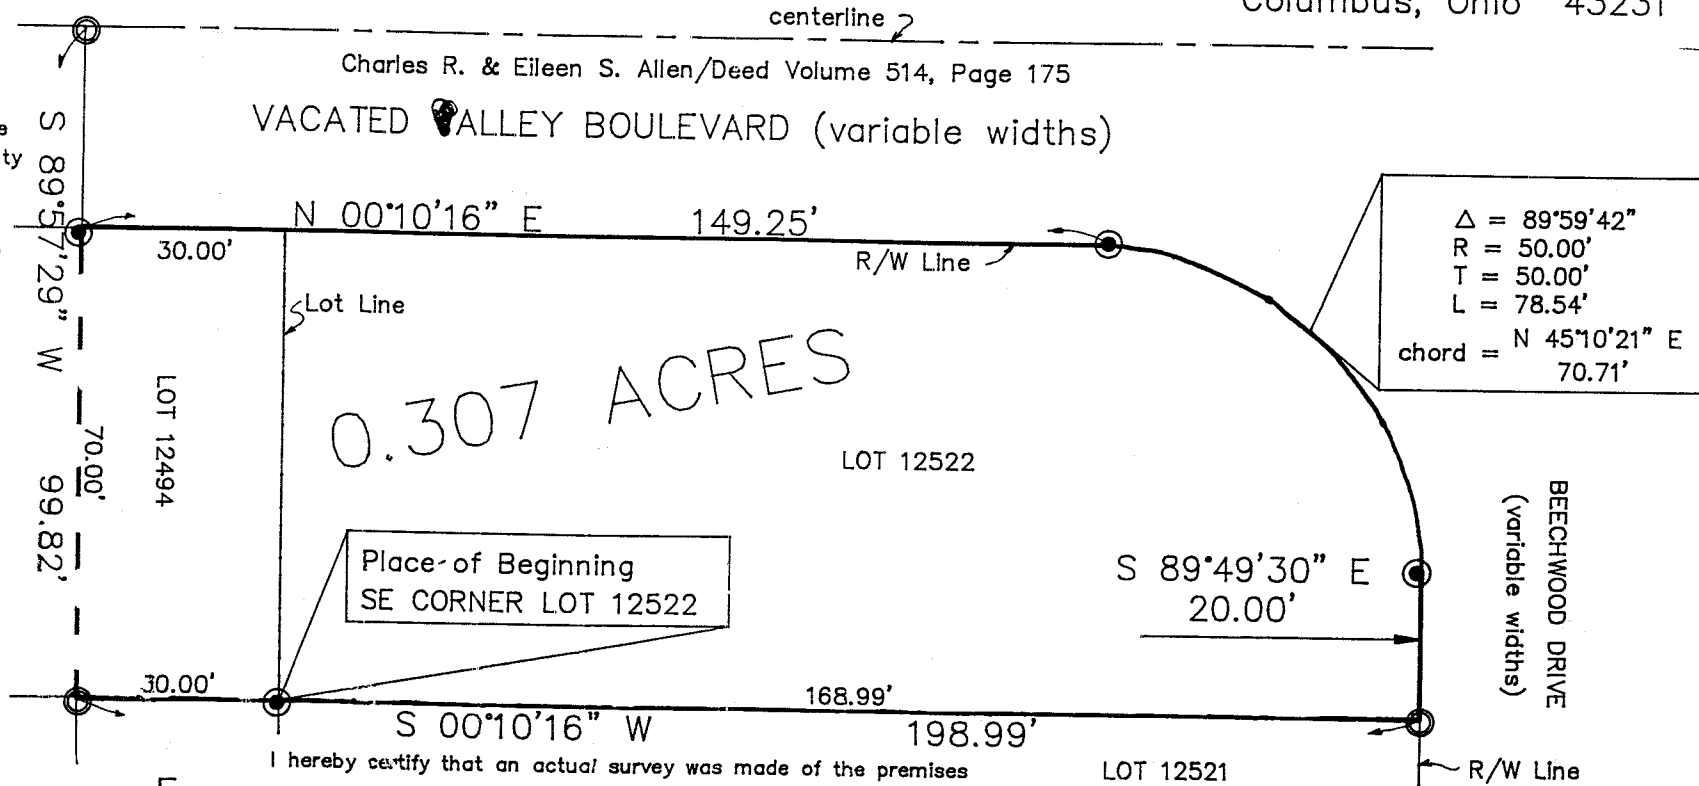 Columbus, Ohio 43231
centerline
Charles R. & Eileen S. Allen/Deed Volume 514, Page 175
VACATED VALLEY BOULEVARD (variable widths)
ty
S 89°57'29" W 99.82'
70.00'
N 00°10'16" E 149.25'
30.00'
R/W Line
Lot Line
Δ = 89°59'42"
R = 50.00'
T = 50.00'
L = 78.54'
chord = N 45°10'21" E
70.71'
LOT 12494
0.307 ACRES
LOT 12522
BEECHWOOD DRIVE
(variable widths)
Place of Beginning
SE CORNER LOT 12522
S 89°49'30" E
20.00'
30.00'
168.99'
S 00°10'16" W 198.99'
I hereby certify that an actual survey was made of the premises
LOT 12521
R/W Line
L